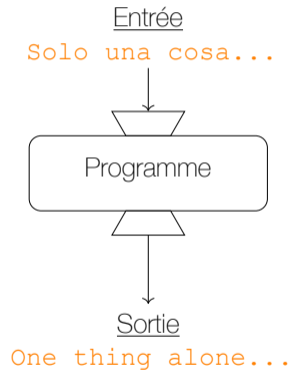 Entrée
Solo una cosa...
Programme
Sortie
One thing alone...